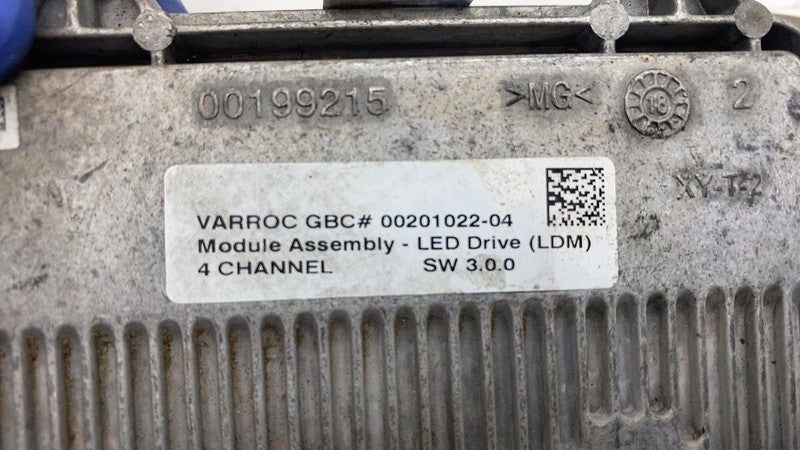 00199215 >MG< 18 2
XY-T-2
VARROC GBC# 00201022-04
Module Assembly - LED Drive (LDM)
4 CHANNEL SW 3.0.0